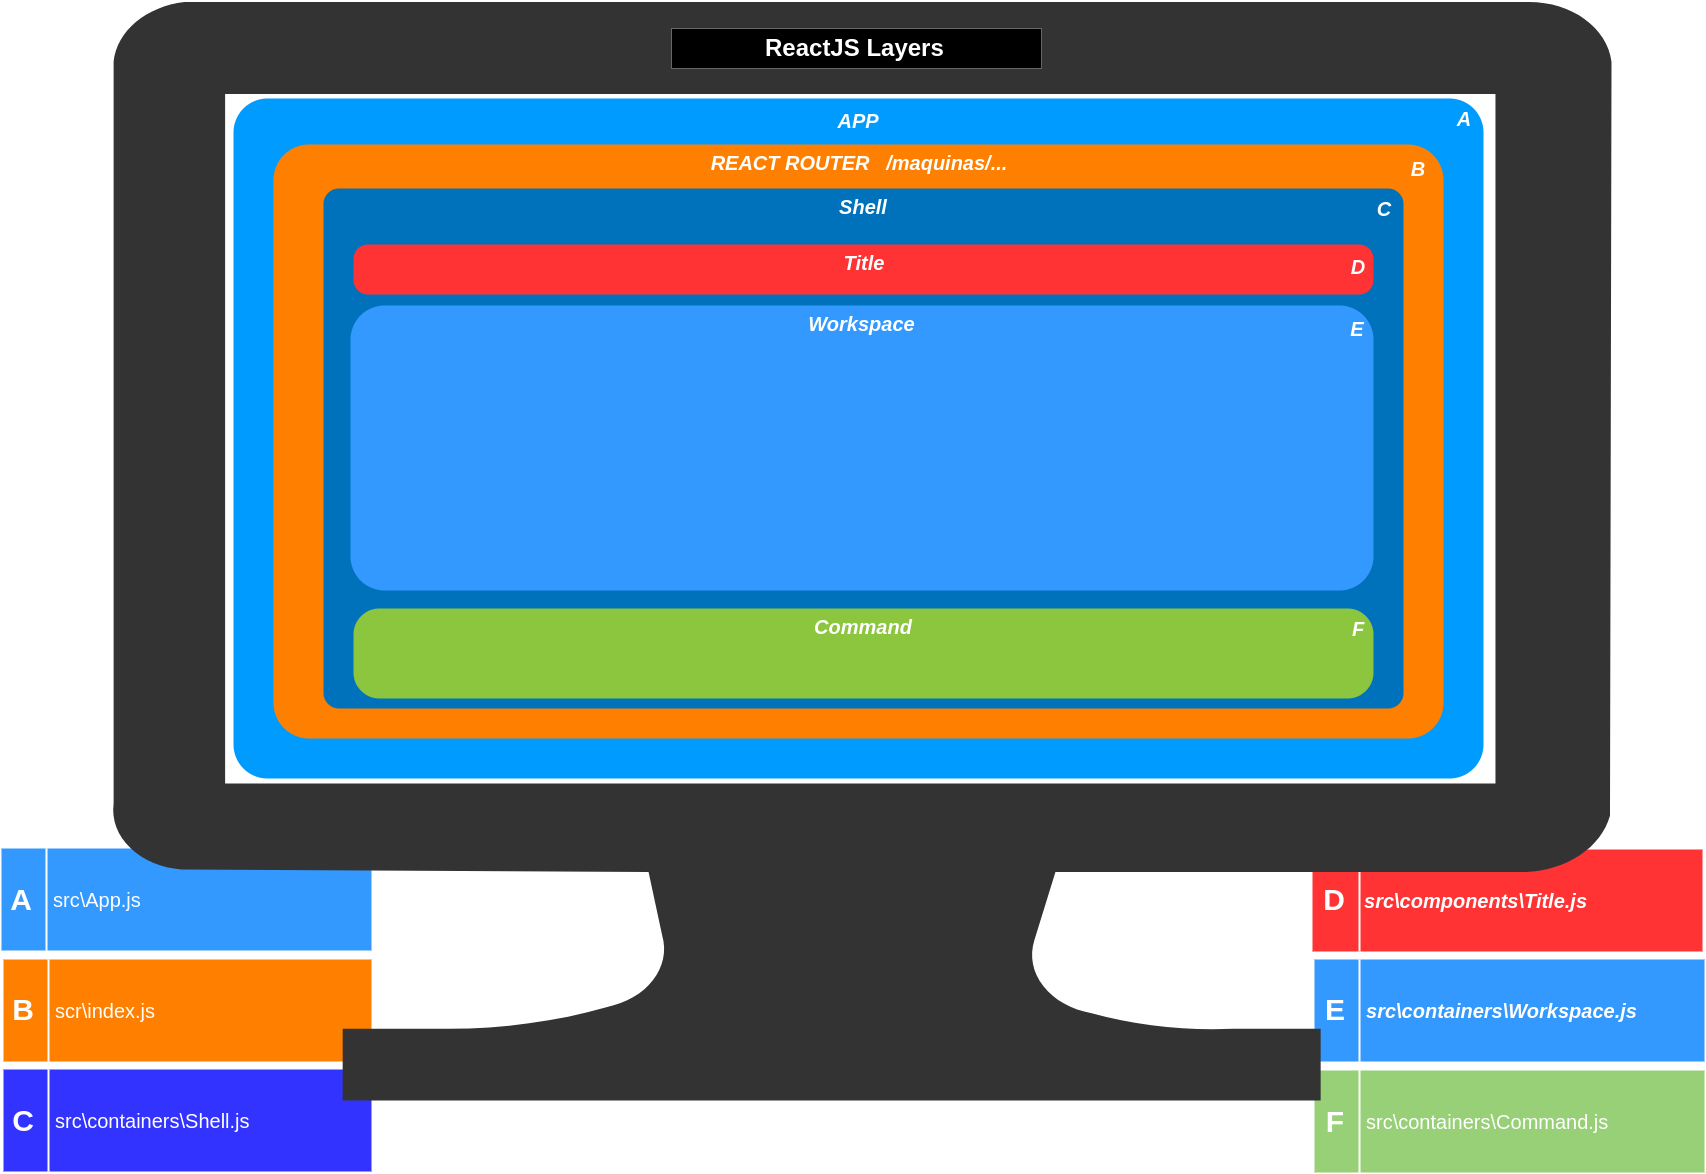 ReactJS Layers
APP
A
REACT ROUTER /maquinas/...
B
Shell
C
Title
D
Workspace
E
Command
F
A
src\App.js
B
scr\index.js
C
src\containers\Shell.js
D
src\components\Title.js
E
src\containers\Workspace.js
F
src\containers\Command.js